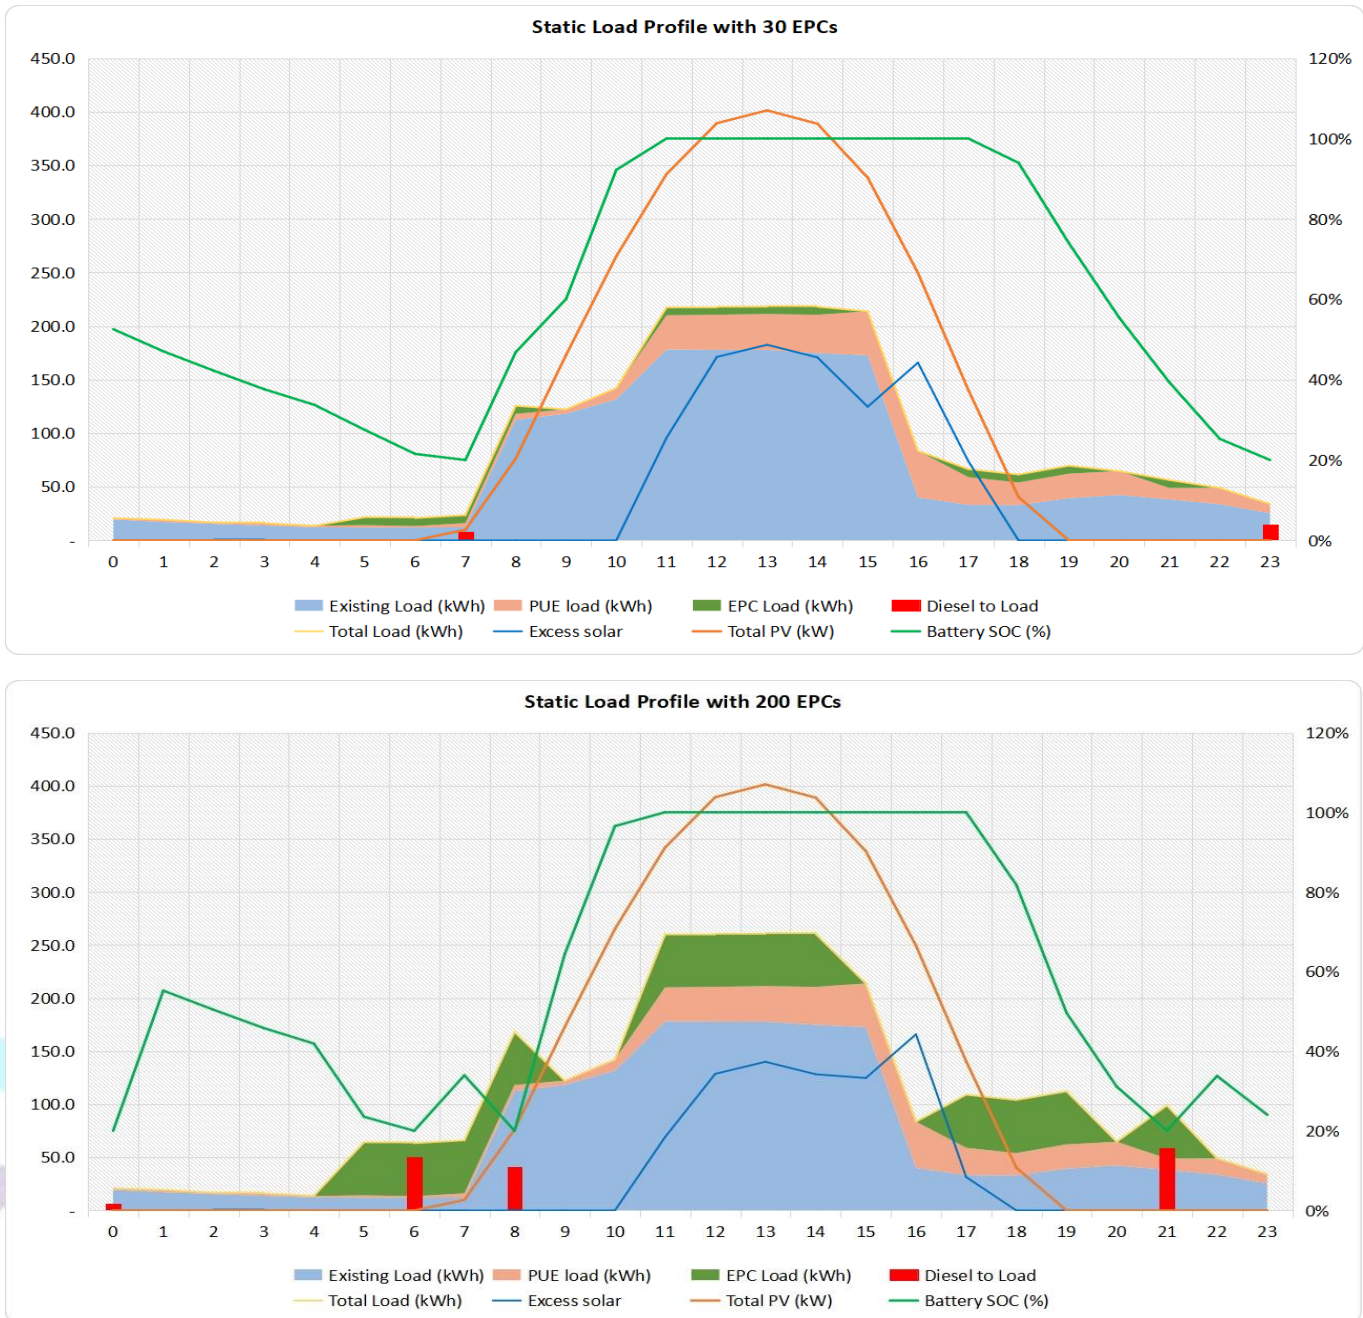 Static Load Profile with 30 EPCs
450.0 120%
400.0
350.0 100%
300.0 80%
250.0
200.0 60%
150.0 40%
100.0
50.0 20%
- 0%
0 1 2 3 4 5 6 7 8 9 10 11 12 13 14 15 16 17 18 19 20 21 22 23
Existing Load (kWh) PUE load (kWh) EPC Load (kWh) Diesel to Load
Total Load (kWh) Excess solar Total PV (kW) Battery SOC (%)
Static Load Profile with 200 EPCs
450.0 120%
400.0
350.0 100%
300.0 80%
250.0
200.0 60%
150.0 40%
100.0
50.0 20%
- 0%
0 1 2 3 4 5 6 7 8 9 10 11 12 13 14 15 16 17 18 19 20 21 22 23
Existing Load (kWh) PUE load (kWh) EPC Load (kWh) Diesel to Load
Total Load (kWh) Excess solar Total PV (kW) Battery SOC (%)